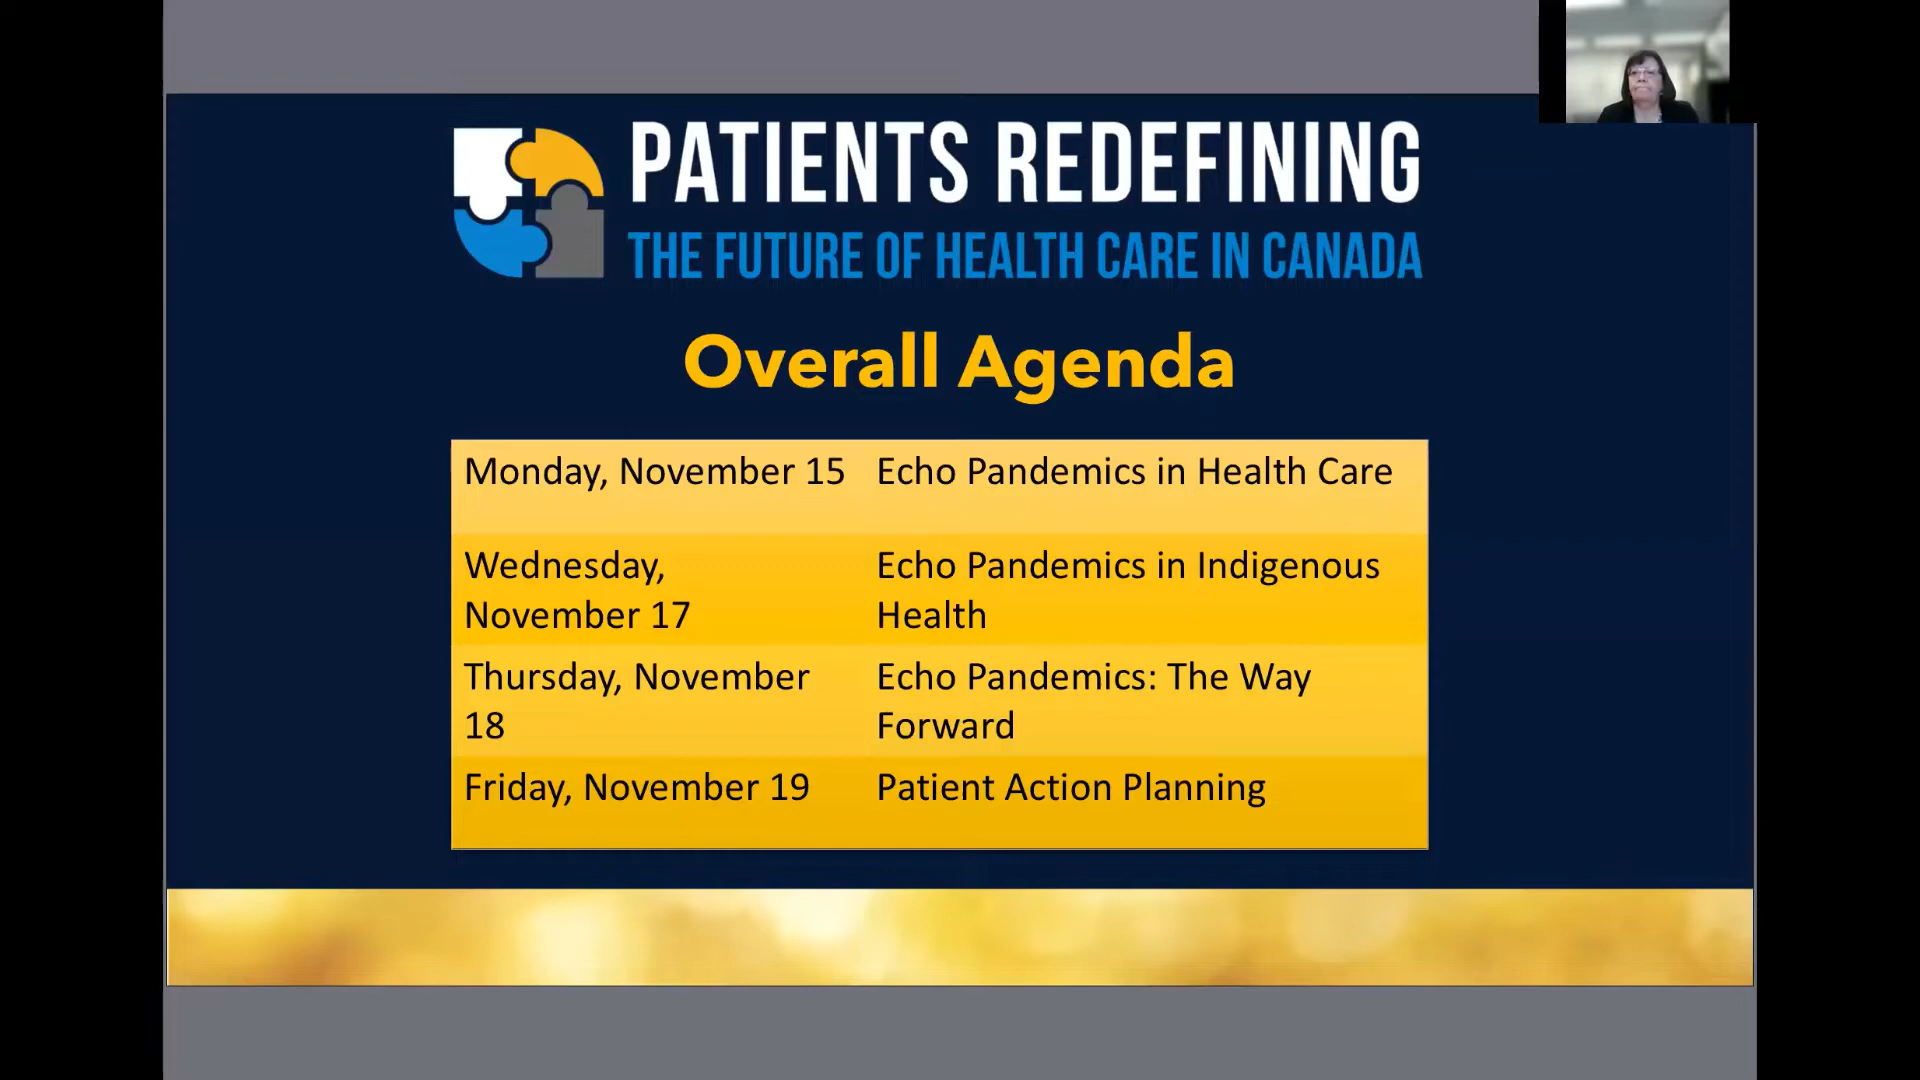 PATIENTS REDEFINING
THE FUTURE OF HEALTH CARE IN CANADA
Overall Agenda
Monday, November 15
Echo Pandemics in Health Care
Wednesday,
November 17
Echo Pandemics in Indigenous
Health
Thursday, November
18
Echo Pandemics: The Way
Forward
Friday, November 19
Patient Action Planning